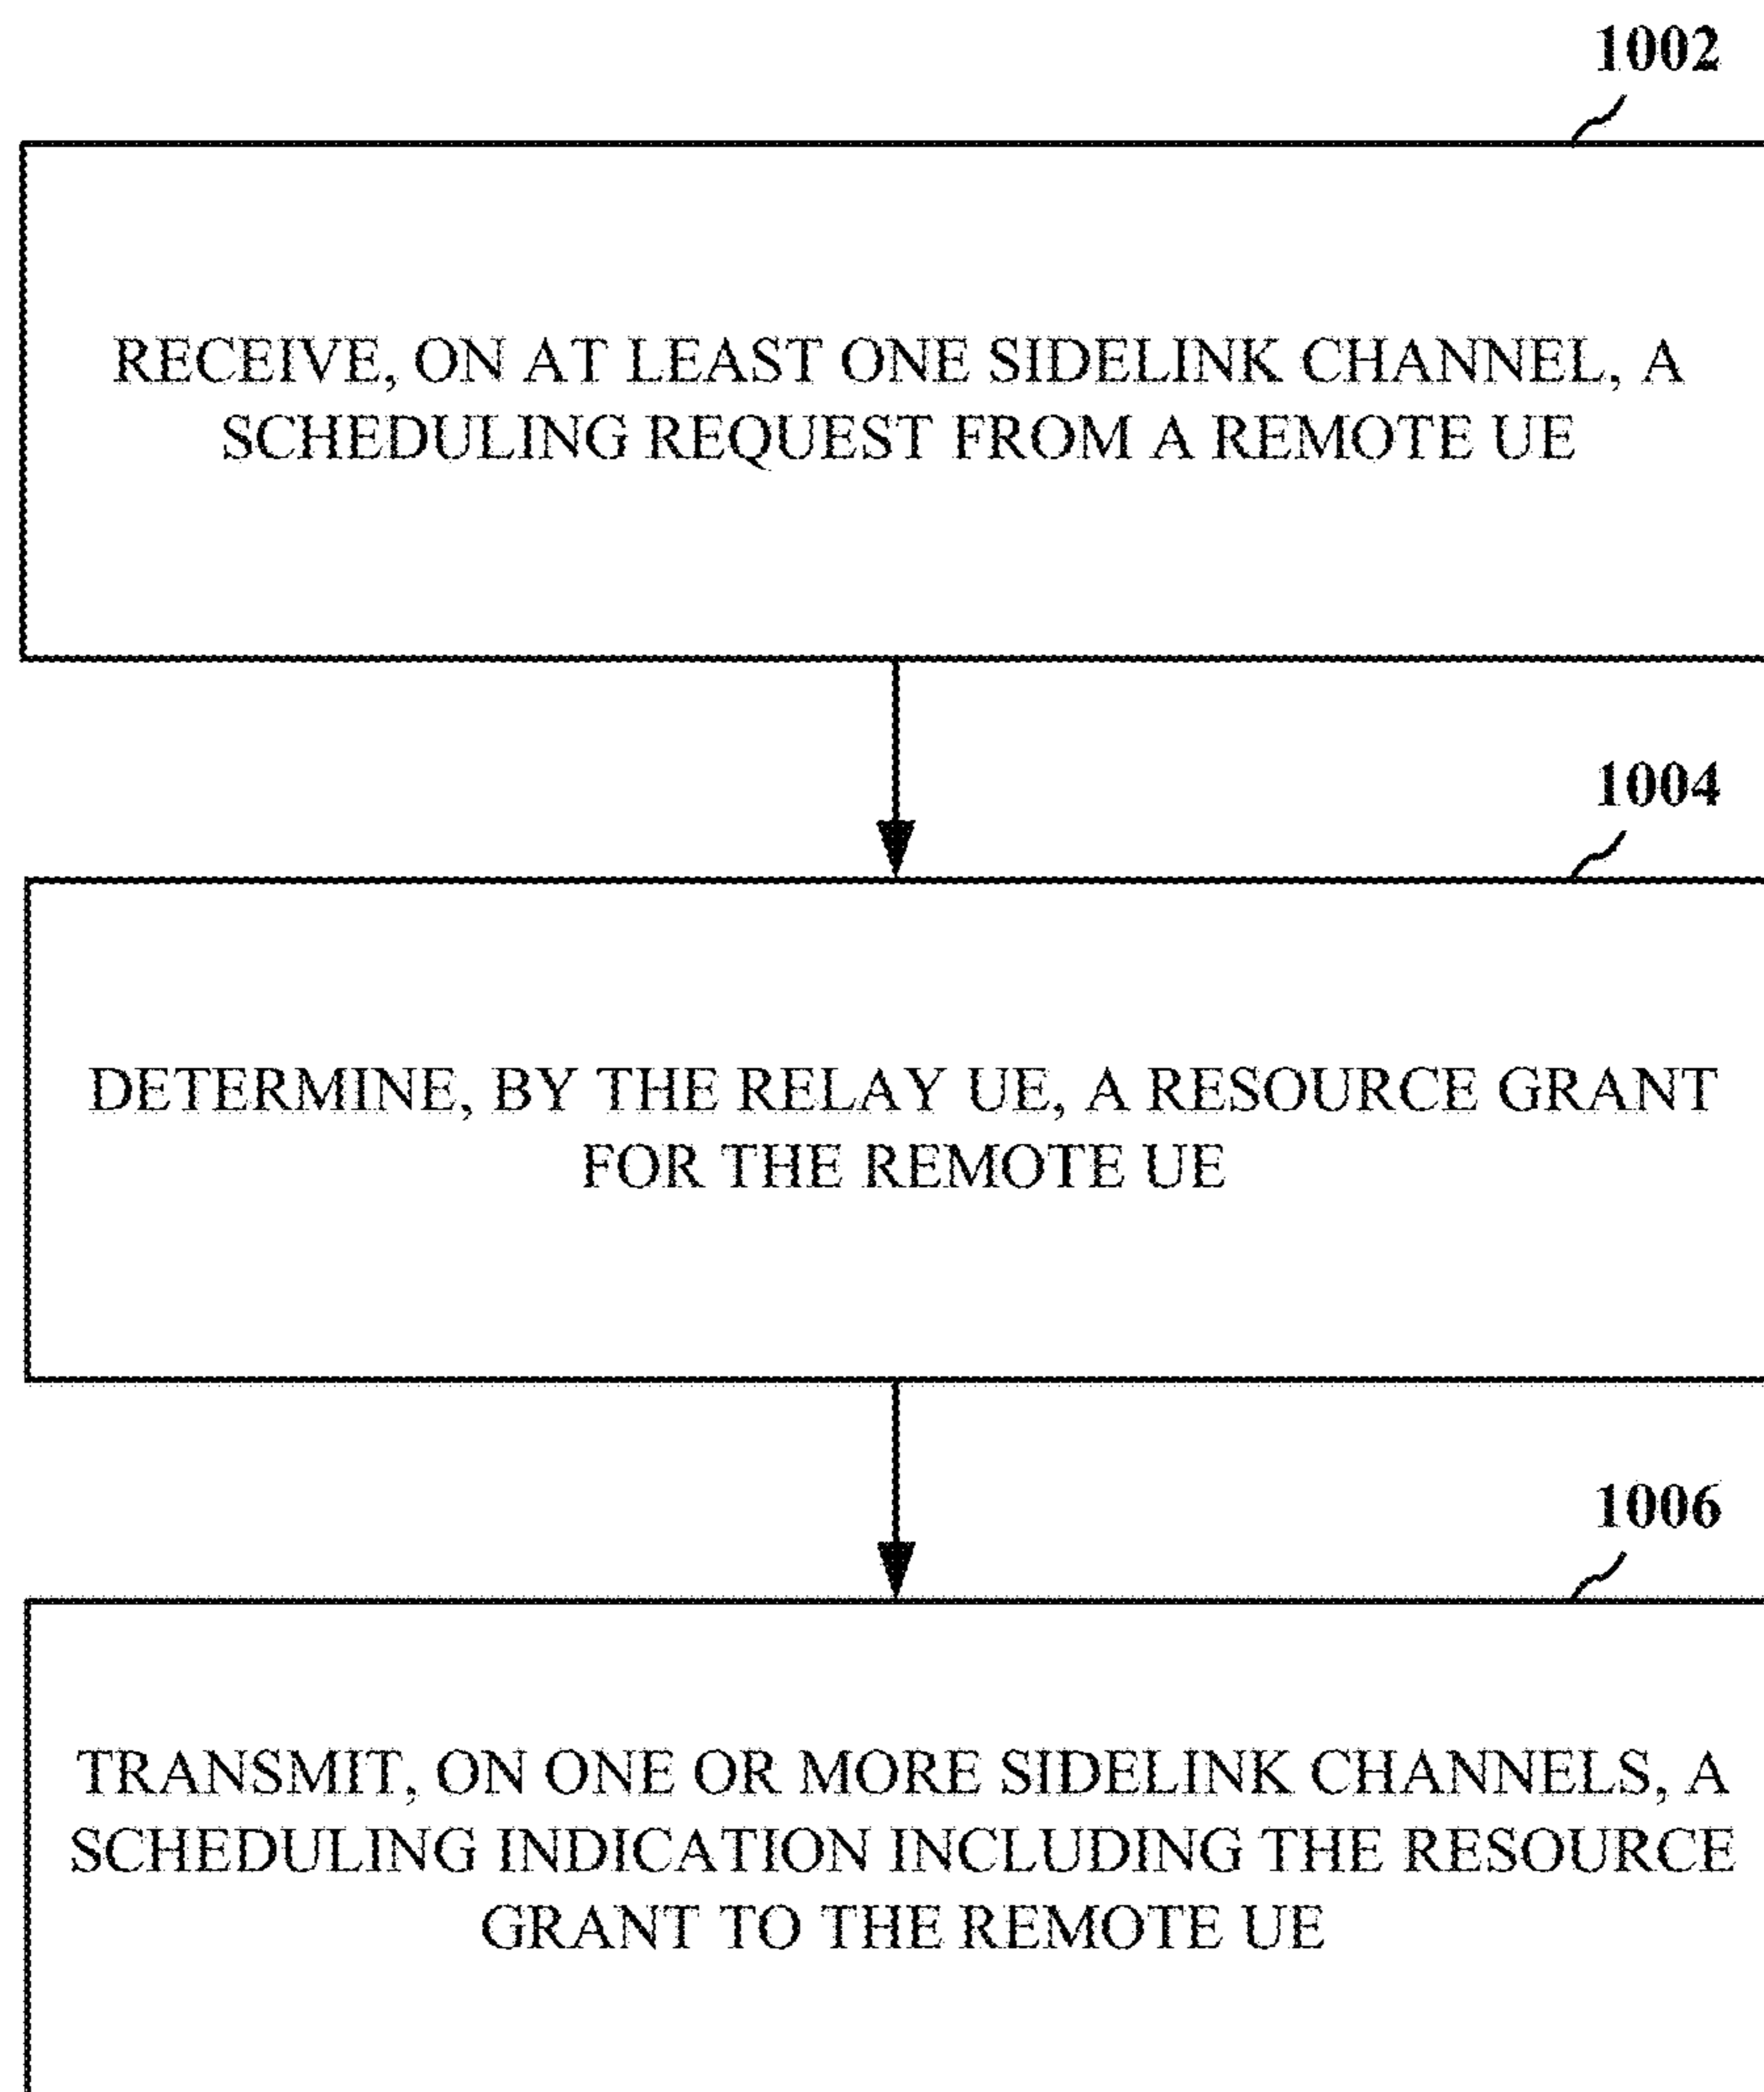 1002
RECEIVE, ON AT LEAST ONE SIDELINK CHANNEL, A
SCHEDULING REQUEST FROM A REMOTE UE
1004
DETERMINE, BY THE RELAY UE, A RESOURCE GRANT
FOR THE REMOTE UE
1006
TRANSMIT, ON ONE OR MORE SIDELINK CHANNELS, A
SCHEDULING INDICATION INCLUDING THE RESOURCE
GRANT TO THE REMOTE UE